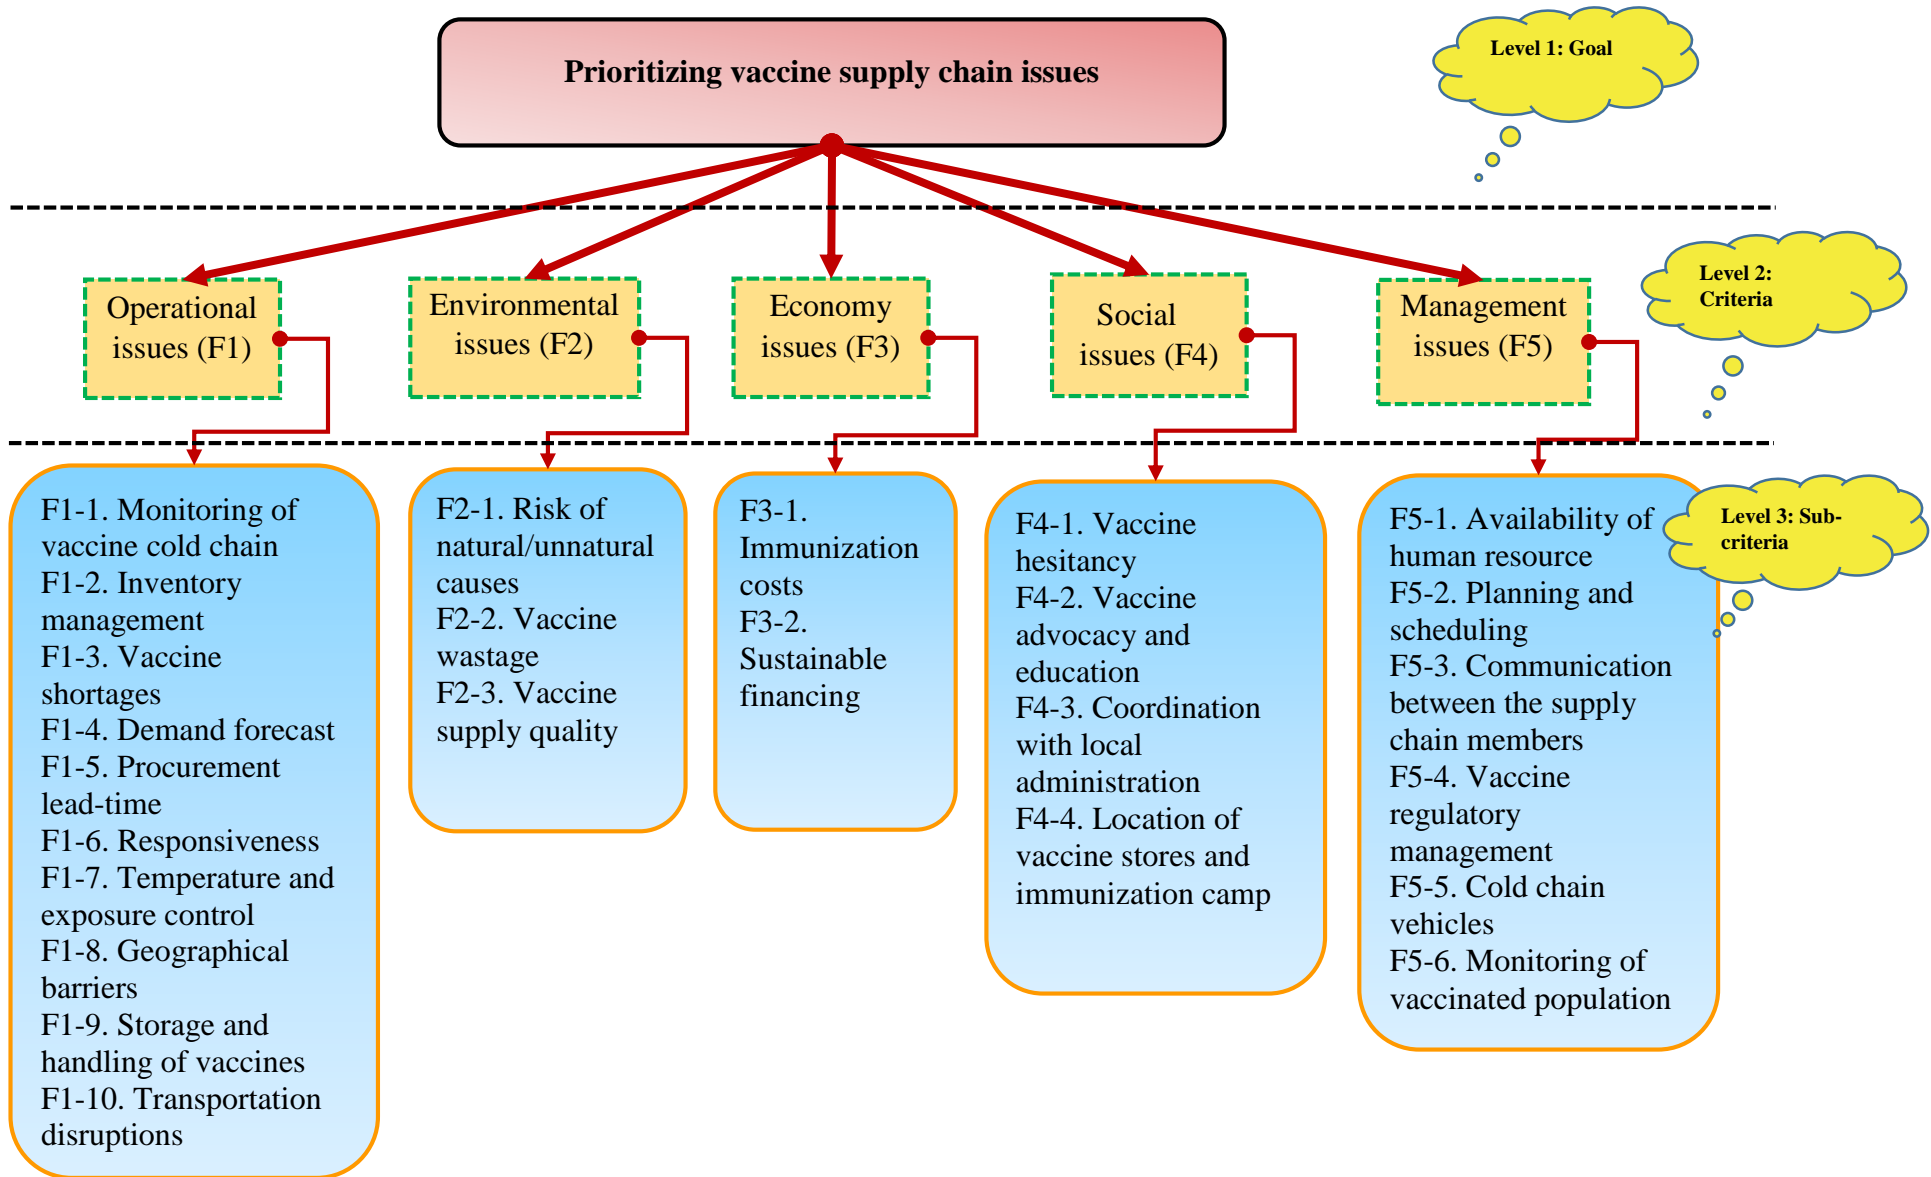 Prioritizing vaccine supply chain issues
Level 1: Goal
Operational
issues (F1)
Environmental
issues (F2)
Economy
issues (F3)
Social
issues (F4)
Management
issues (F5)
Level 2:
Criteria
F1-1. Monitoring of
vaccine cold chain
F1-2. Inventory
management
F1-3. Vaccine
shortages
F1-4. Demand forecast
F1-5. Procurement
lead-time
F1-6. Responsiveness
F1-7. Temperature and
exposure control
F1-8. Geographical
barriers
F1-9. Storage and
handling of vaccines
F1-10. Transportation
disruptions
F2-1. Risk of
natural/unnatural
causes
F2-2. Vaccine
wastage
F2-3. Vaccine
supply quality
F3-1.
Immunization
costs
F3-2.
Sustainable
financing
F4-1. Vaccine
hesitancy
F4-2. Vaccine
advocacy and
education
F4-3. Coordination
with local
administration
F4-4. Location of
vaccine stores and
immunization camp
F5-1. Availability of
human resource
F5-2. Planning and
scheduling
F5-3. Communication
between the supply
chain members
F5-4. Vaccine
regulatory
management
F5-5. Cold chain
vehicles
F5-6. Monitoring of
vaccinated population
Level 3: Sub-
criteria